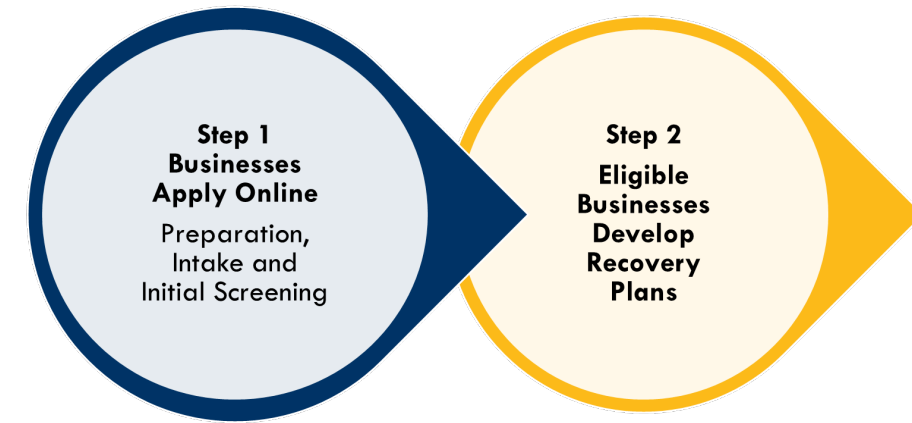 Step 1
Businesses
Apply Online
Preparation,
Intake and
Initial Screening
Step 2
Eligible
Businesses
Develop
Recovery
Plans